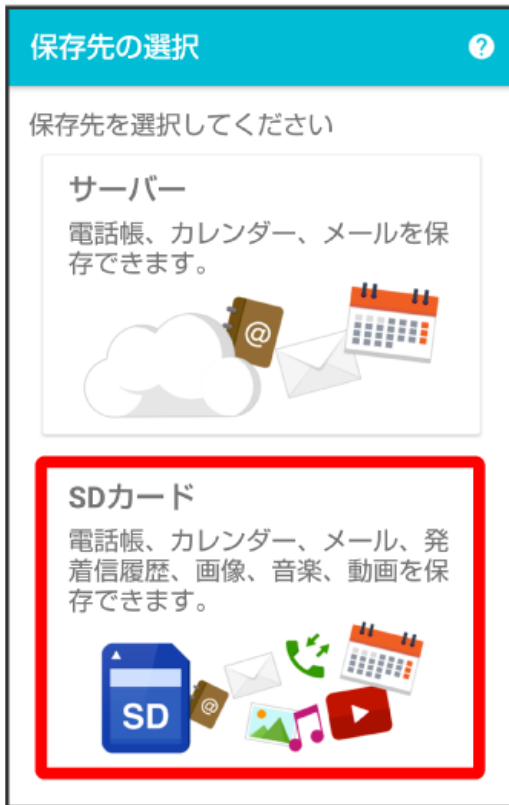 保存先の選択 ?
保存先を選択してください
サーバー
電話帳、カレンダー、メールを保
存できます。
@
SDカード
電話帳、カレンダー、メール、発
着信履歴、画像、音楽、動画を保
存できます。
SD
@